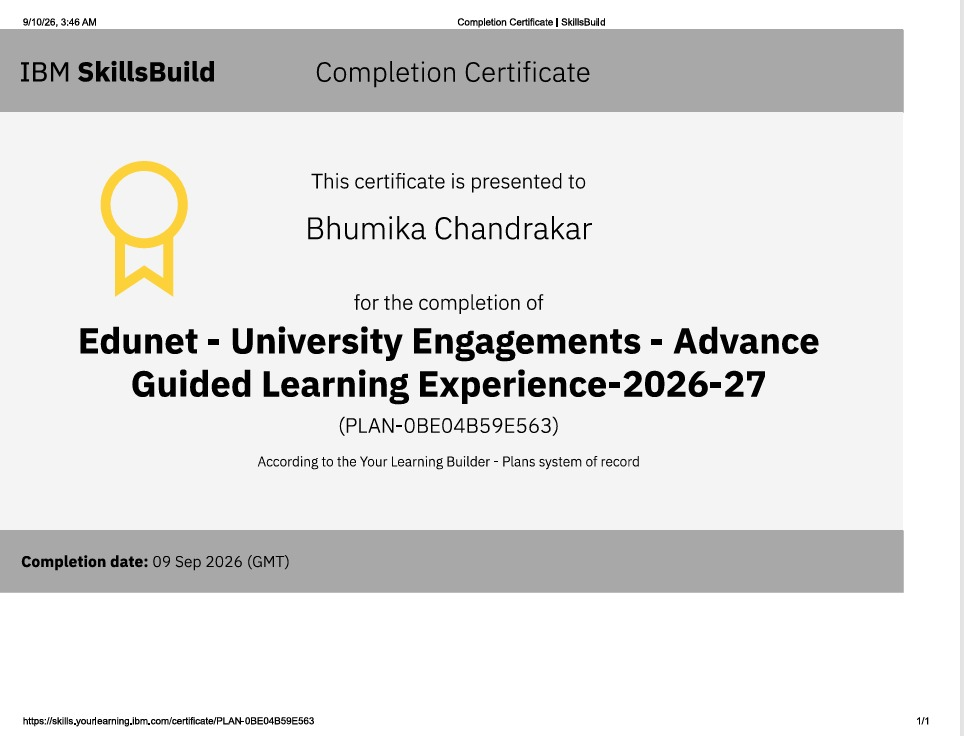 9/10/26, 3:46 AM
Completion Certificate | SkillsBuild
IBM SkillsBuild
Completion Certificate
This certificate is presented to
Bhumika Chandrakar
for the completion of
Edunet - University Engagements - Advance
Guided Learning Experience-2026-27
(PLAN-0BE04B59E563)
According to the Your Learning Builder - Plans system of record
Completion date: 09 Sep 2026 (GMT)
https://skills.yourlearning.ibm.com/certificate/PLAN-0BE04B59E563
1/1